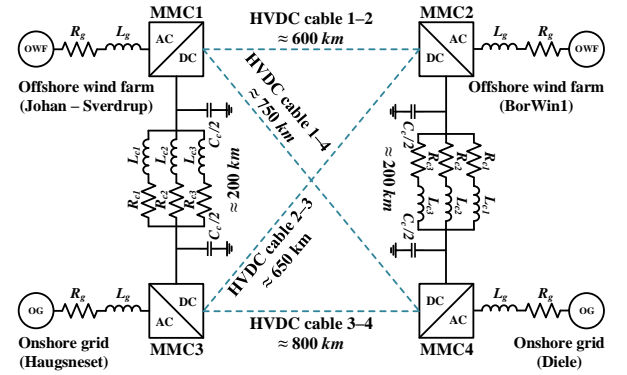 MMC1
HVDC cable 1–2
MMC2
Rg
Lg
AC
DC
≈ 600 km
AC
DC
Lg
Rg
OWF
OWF
Offshore wind farm
(Johan – Sverdrup)
Offshore wind farm
(BorWin1)
HVDC cable 1–4
≈ 750 km
Cc/2
Cc/2
Lc1
Lc2
Lc3
Rc1
Rc2
Rc3
≈ 200 km
≈ 200 km
Rc3
Rc2
Rc1
Lc3
Lc2
Lc1
Cc/2
Cc/2
HVDC cable 2–3
≈ 650 km
OG
Rg
Lg
DC
AC
DC
AC
Lg
Rg
OG
HVDC cable 3–4
≈ 800 km
Onshore grid
(Haugsneset)
MMC3
MMC4
Onshore grid
(Diele)